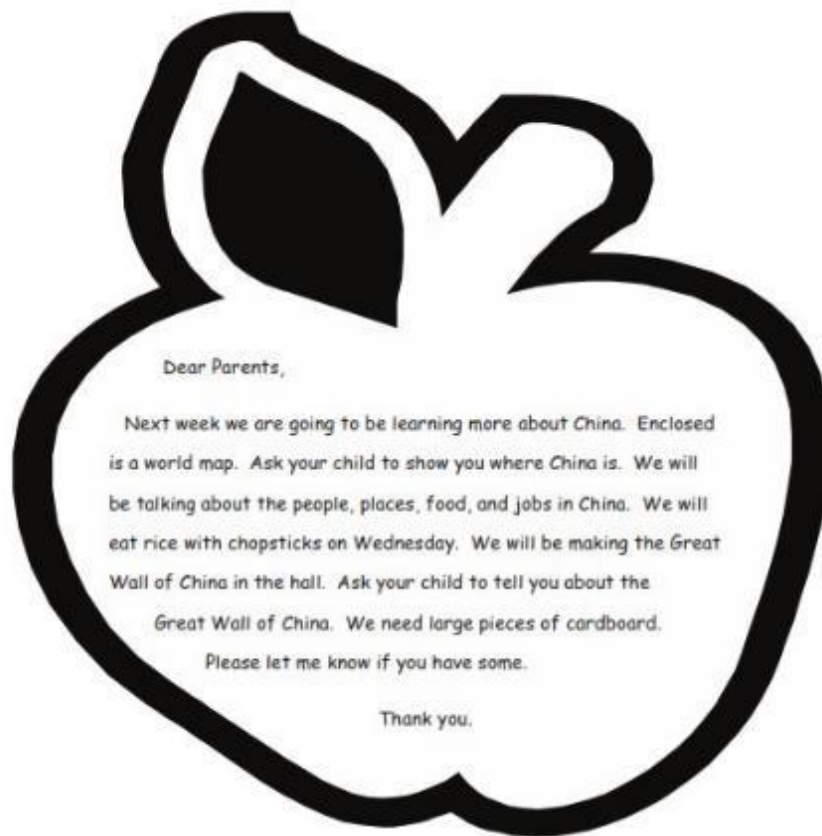 Dear Parents,
Next week we are going to be learning more about China. Enclosed
is a world map. Ask your child to show you where China is. We will
be talking about the people, places, food, and jobs in China. We will
eat rice with chopsticks on Wednesday. We will be making the Great
Wall of China in the hall. Ask your child to tell you about the
Great Wall of China. We need large pieces of cardboard.
Please let me know if you have some.
Thank you.